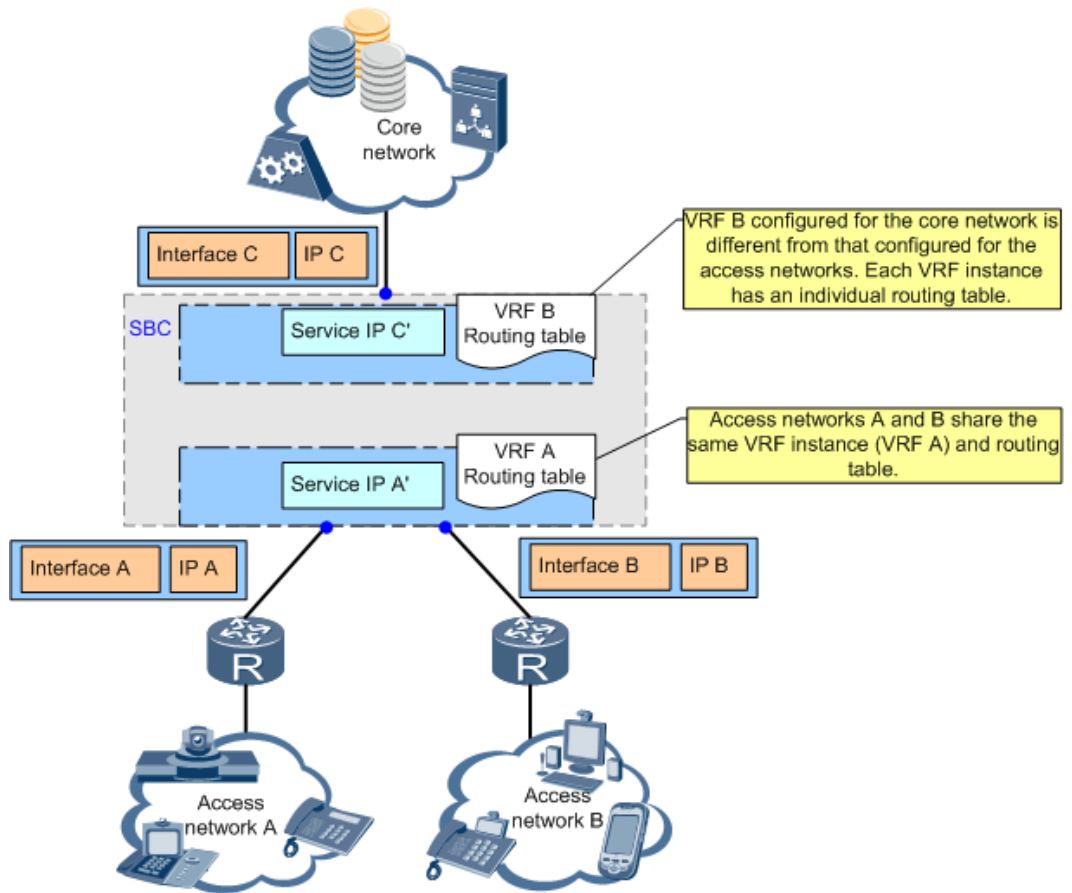 Core
network
Interface C
IP C
VRF B configured for the core network is
different from that configured for the
access networks. Each VRF instance
has an individual routing table.
SBC
Service IP C'
VRF B
Routing table
Access networks A and B share the
same VRF instance (VRF A) and routing
table.
VRF A
Routing table
Service IP A'
Interface A
IP A
Interface B
IP B
R
R
Access
network A
Access
network B